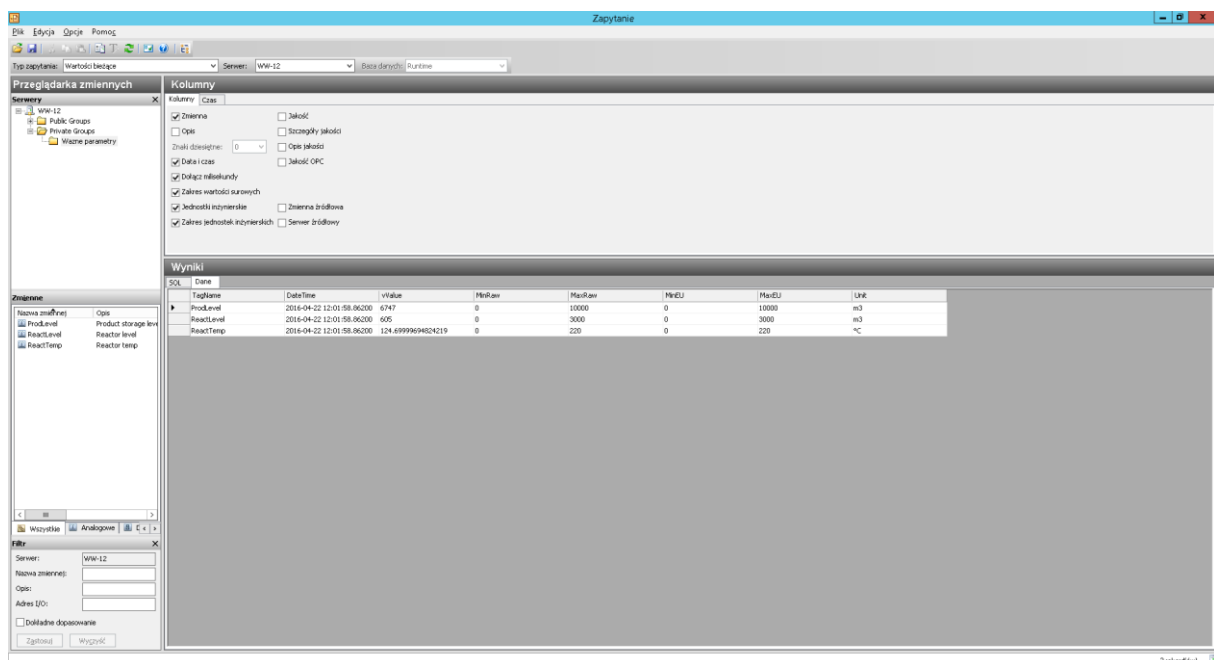 Zapytanie
Plik Edycja Opcje Pomoc
Typ zapytania: Wartości bieżące Serwer: WW-12 Baza danych: Runtime
Przeglądarka zmiennych
Serwery
WW-12
Public Groups
Private Groups
Wazne parametry
Kolumny
Kolumny Czas
Zmienna Jakość
Opis Szczegóły jakości
Znaki dziesiętne: 0 Opis jakości
Data i czas Jakość OPC
Dołącz milisekundy
Zakres wartości surowych
Jednostki inżynierskie Zmienna źródłowa
Zakres jednostek inżynierskich Serwer źródłowy
Wyniki
SQL Dane
TagName DateTime vValue MinRaw MaxRaw MinEU MaxEU Unit
ProdLevel 2016-04-22 12:01:58.86200 6747 0 10000 0 10000 m3
ReactLevel 2016-04-22 12:01:58.86200 605 0 3000 0 3000 m3
ReactTemp 2016-04-22 12:01:58.86200 124.69999694824219 0 220 0 220 °C
Zmienne
Nazwa zmiennej Opis
ProdLevel Product storage leve
ReactLevel Reactor level
ReactTemp Reactor temp
Wszystkie Analogowe
Filtr
Serwer: WW-12
Nazwa zmiennej:
Opis:
Adres I/O:
Dokładne dopasowanie
Zastosuj Wyczyść